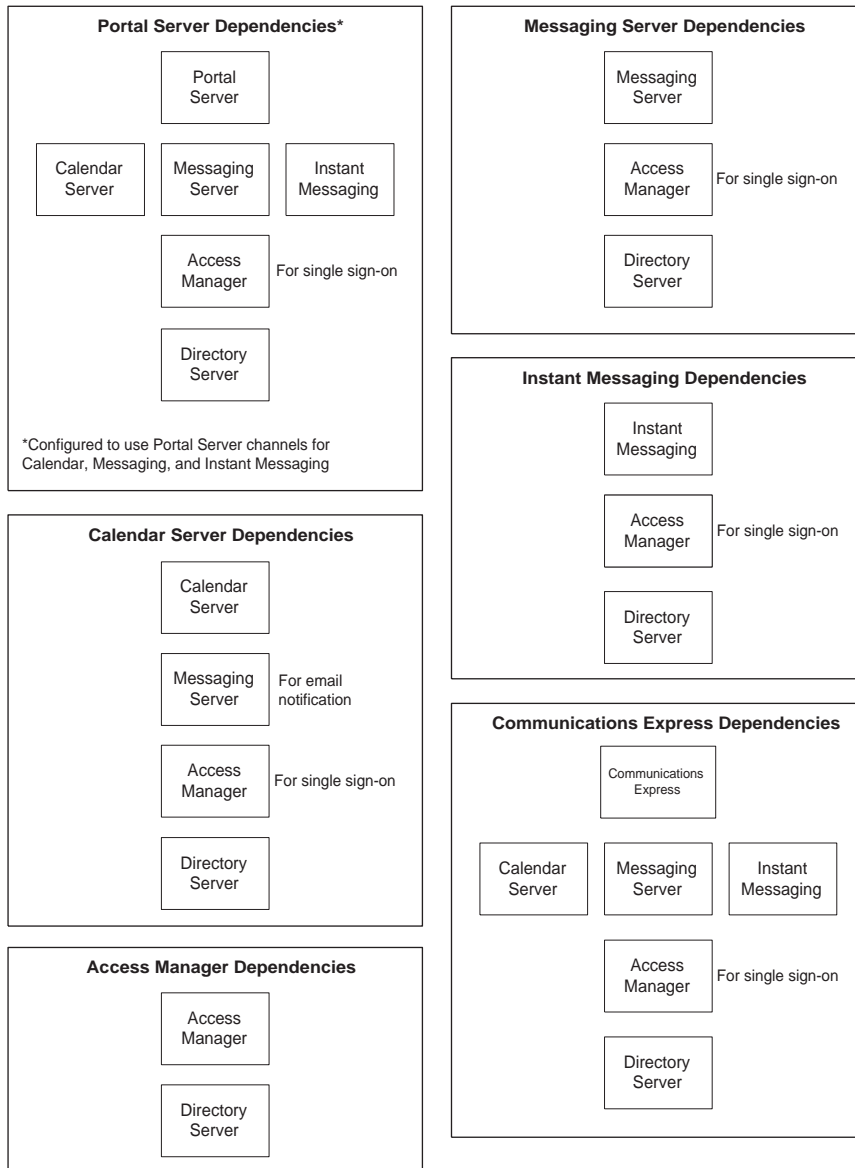 Portal Server Dependencies*
Portal
Server
Calendar
Server
Messaging
Server
Instant
Messaging
Access
Manager
For single sign-on
Directory
Server
*Configured to use Portal Server channels for
Calendar, Messaging, and Instant Messaging
Calendar Server Dependencies
Calendar
Server
Messaging
Server
For email
notification
Access
Manager
For single sign-on
Directory
Server
Access Manager Dependencies
Access
Manager
Directory
Server
Messaging Server Dependencies
Messaging
Server
Access
Manager
For single sign-on
Directory
Server
Instant Messaging Dependencies
Instant
Messaging
Access
Manager
For single sign-on
Directory
Server
Communications Express Dependencies
Communications
Express
Calendar
Server
Messaging
Server
Instant
Messaging
Access
Manager
For single sign-on
Directory
Server